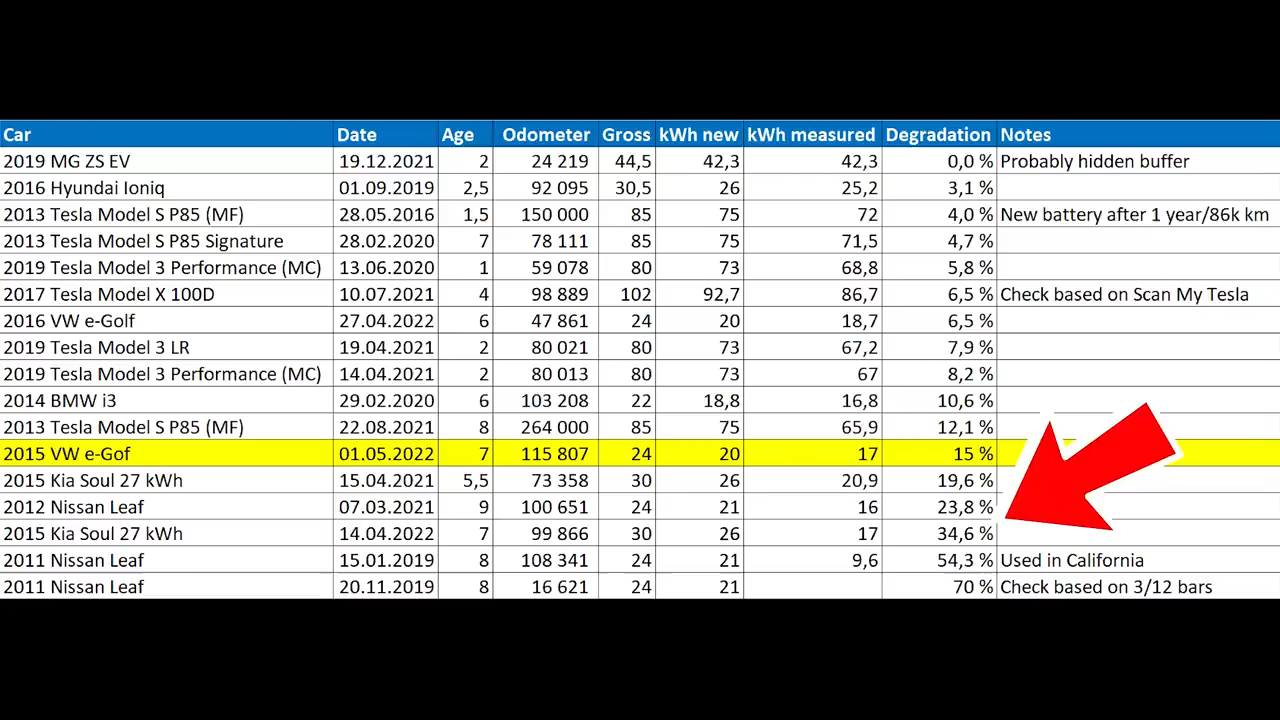 Car Date Age Odometer Gross kWh new kWh measured Degradation Notes
2019 MG ZS EV 19.12.2021 2 24 219 44,5 42,3 42,3 0,0 % Probably hidden buffer
2016 Hyundai Ioniq 01.09.2019 2,5 92 095 30,5 26 25,2 3,1 %
2013 Tesla Model S P85 (MF) 28.05.2016 1,5 150 000 85 75 72 4,0 % New battery after 1 year/86k km
2013 Tesla Model S P85 Signature 28.02.2020 7 78 111 85 75 71,5 4,7 %
2019 Tesla Model 3 Performance (MC) 13.06.2020 1 59 078 80 73 68,8 5,8 %
2017 Tesla Model X 100D 10.07.2021 4 98 889 102 92,7 86,7 6,5 % Check based on Scan My Tesla
2016 VW e-Golf 27.04.2022 6 47 861 24 20 18,7 6,5 %
2019 Tesla Model 3 LR 19.04.2021 2 80 021 80 73 67,2 7,9 %
2019 Tesla Model 3 Performance (MC) 14.04.2021 2 80 013 80 73 67 8,2 %
2014 BMW i3 29.02.2020 6 103 208 22 18,8 16,8 10,6 %
2013 Tesla Model S P85 (MF) 22.08.2021 8 264 000 85 75 65,9 12,1 %
2015 VW e-Gof 01.05.2022 7 115 807 24 20 17 15 %
2015 Kia Soul 27 kWh 15.04.2021 5,5 73 358 30 26 20,9 19,6 %
2012 Nissan Leaf 07.03.2021 9 100 651 24 21 16 23,8 %
2015 Kia Soul 27 kWh 14.04.2022 7 99 866 30 26 17 34,6 %
2011 Nissan Leaf 15.01.2019 8 108 341 24 21 9,6 54,3 % Used in California
2011 Nissan Leaf 20.11.2019 8 16 621 24 21 70 % Check based on 3/12 bars